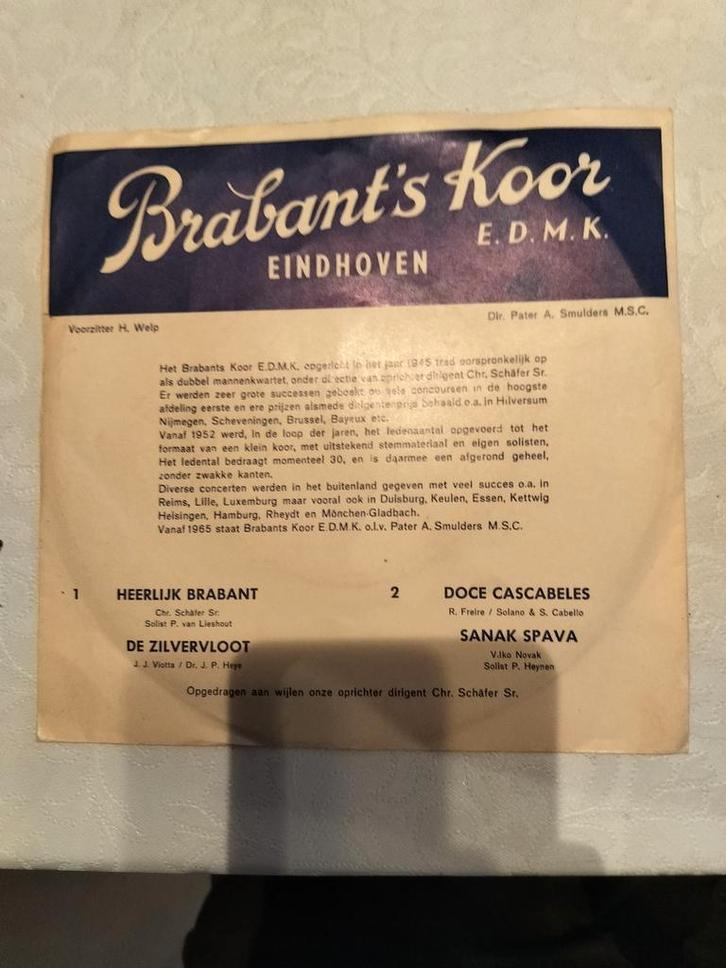 Brabant's Koor
E. D. M. K.
EINDHOVEN
Voorzitter H. Welp
Dir. Pater A. Smulders M.S.C.
Het Brabants Koor E.D.M.K. opgericht in het jaar 1945 trad oorspronkelijk op
als dubbel mannenkwartet, onder directie van oprichter dirigent Chr. Schäfer Sr.
Er werden zeer grote successen geboekt op vele concoursen in de hoogste
afdeling eerste en ere prijzen alsmede dirigentenprijs behaald o.a. in Hilversum
Nijmegen, Scheveningen, Brussel, Bayeux etc.
Vanaf 1952 werd, in de loop der jaren, het ledenaantal opgevoerd tot het
formaat van een klein koor, met uitstekend stemmateriaal en eigen solisten,
Het ledental bedraagt momenteel 30, en is daarmee een afgerond geheel,
zonder zwakke kanten.
Diverse concerten werden in het buitenland gegeven met veel succes o.a. in
Reims, Lille, Luxemburg maar vooral ook in Duisburg, Keulen, Essen, Kettwig
Helsingen, Hamburg, Rheydt en Mönchen-Gladbach.
Vanaf 1965 staat Brabants Koor E.D.M.K. o.l.v. Pater A. Smulders M.S.C.
1 HEERLIJK BRABANT
Chr. Schäfer Sr.
Solist P. van Lieshout
DE ZILVERVLOOT
J. J. Viotta / Dr. J. P. Heye
2 DOCE CASCABELES
R. Freire / Solano & S. Cabello
SANAK SPAVA
V.lko Novak
Solist P. Heynen
Opgedragen aan wijlen onze oprichter dirigent Chr. Schäfer Sr.